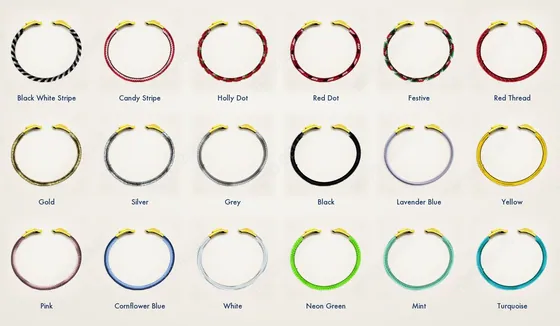 Black White Stripe
Candy Stripe
Holly Dot
Red Dot
Festive
Red Thread
Gold
Silver
Grey
Black
Lavender Blue
Yellow
Pink
Cornflower Blue
White
Neon Green
Mint
Turquoise